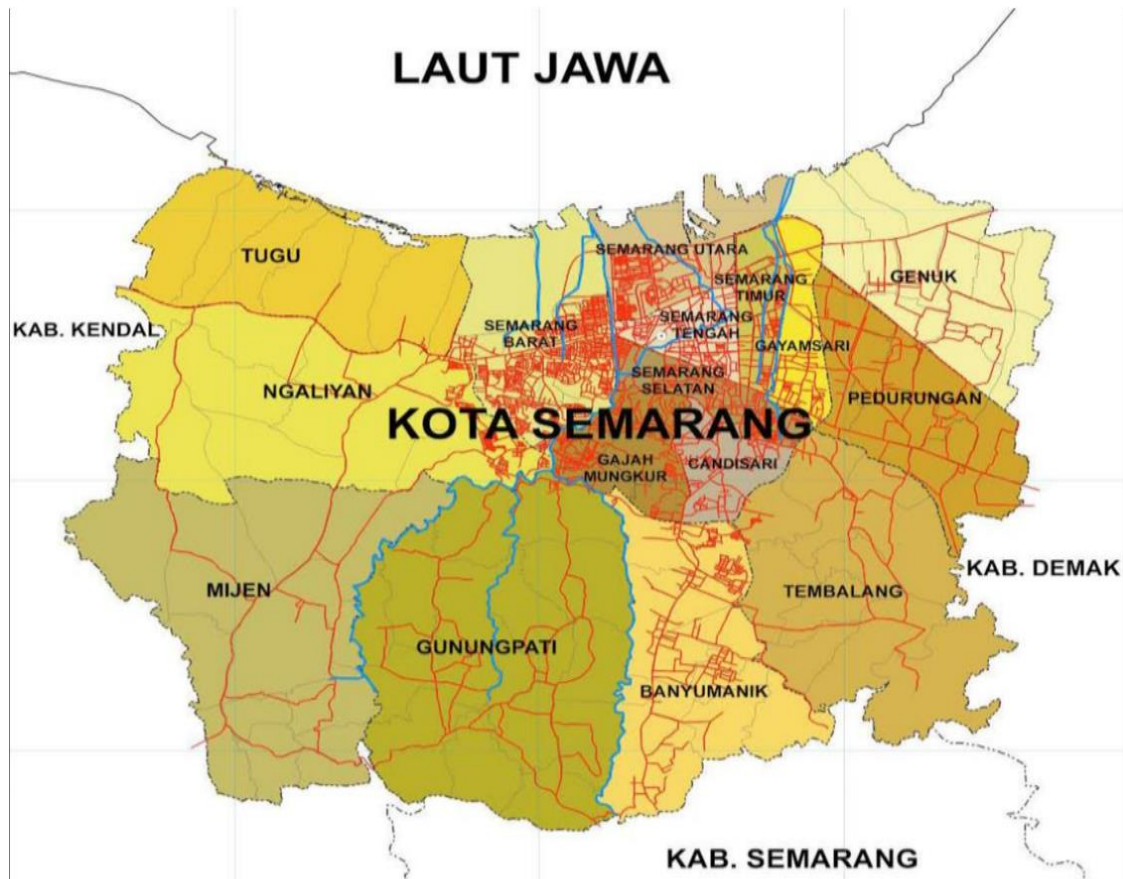 LAUT JAWA
TUGU
SEMARANG UTARA
GENUK
SEMARANG
TIMUR
KAB. KENDAL
SEMARANG
BARAT
SEMARANG
TENGAH
GAYAMSARI
SEMARANG
SELATAN
NGALIYAN
PEDURUNGAN
KOTA SEMARANG
GAJAH
MUNGKUR
CANDISARI
KAB. DEMAK
MIJEN
TEMBALANG
GUNUNGPATI
BANYUMANIK
KAB. SEMARANG